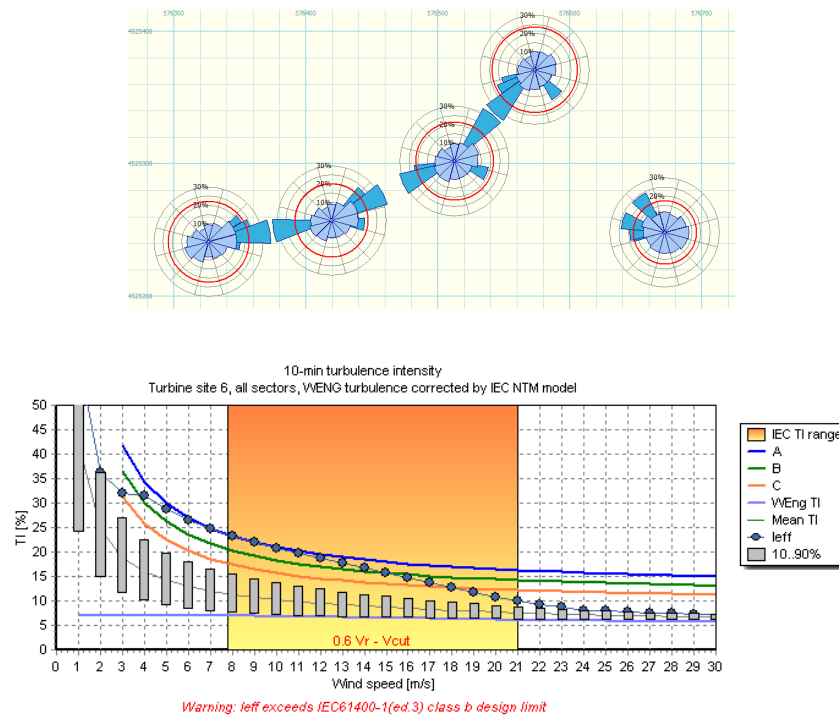 576300 576400 576500 576600 576700
4525400
30%
20%
10%
30%
20%
10%
4525300
30%
20%
10%
30%
20%
10%
30%
20%
10%
4525200
10-min turbulence intensity
Turbine site 6, all sectors, WENG turbulence corrected by IEC NTM model
50
45
40
35
30
25
20
15
10
5
0
TI [%]
IEC TI range
A
B
C
WEng TI
Mean TI
Ieff
10..90%
0.6 Vr - Vcut
0 1 2 3 4 5 6 7 8 9 10 11 12 13 14 15 16 17 18 19 20 21 22 23 24 25 26 27 28 29 30
Wind speed [m/s]
Warning: Ieff exceeds IEC61400-1(ed.3) class b design limit